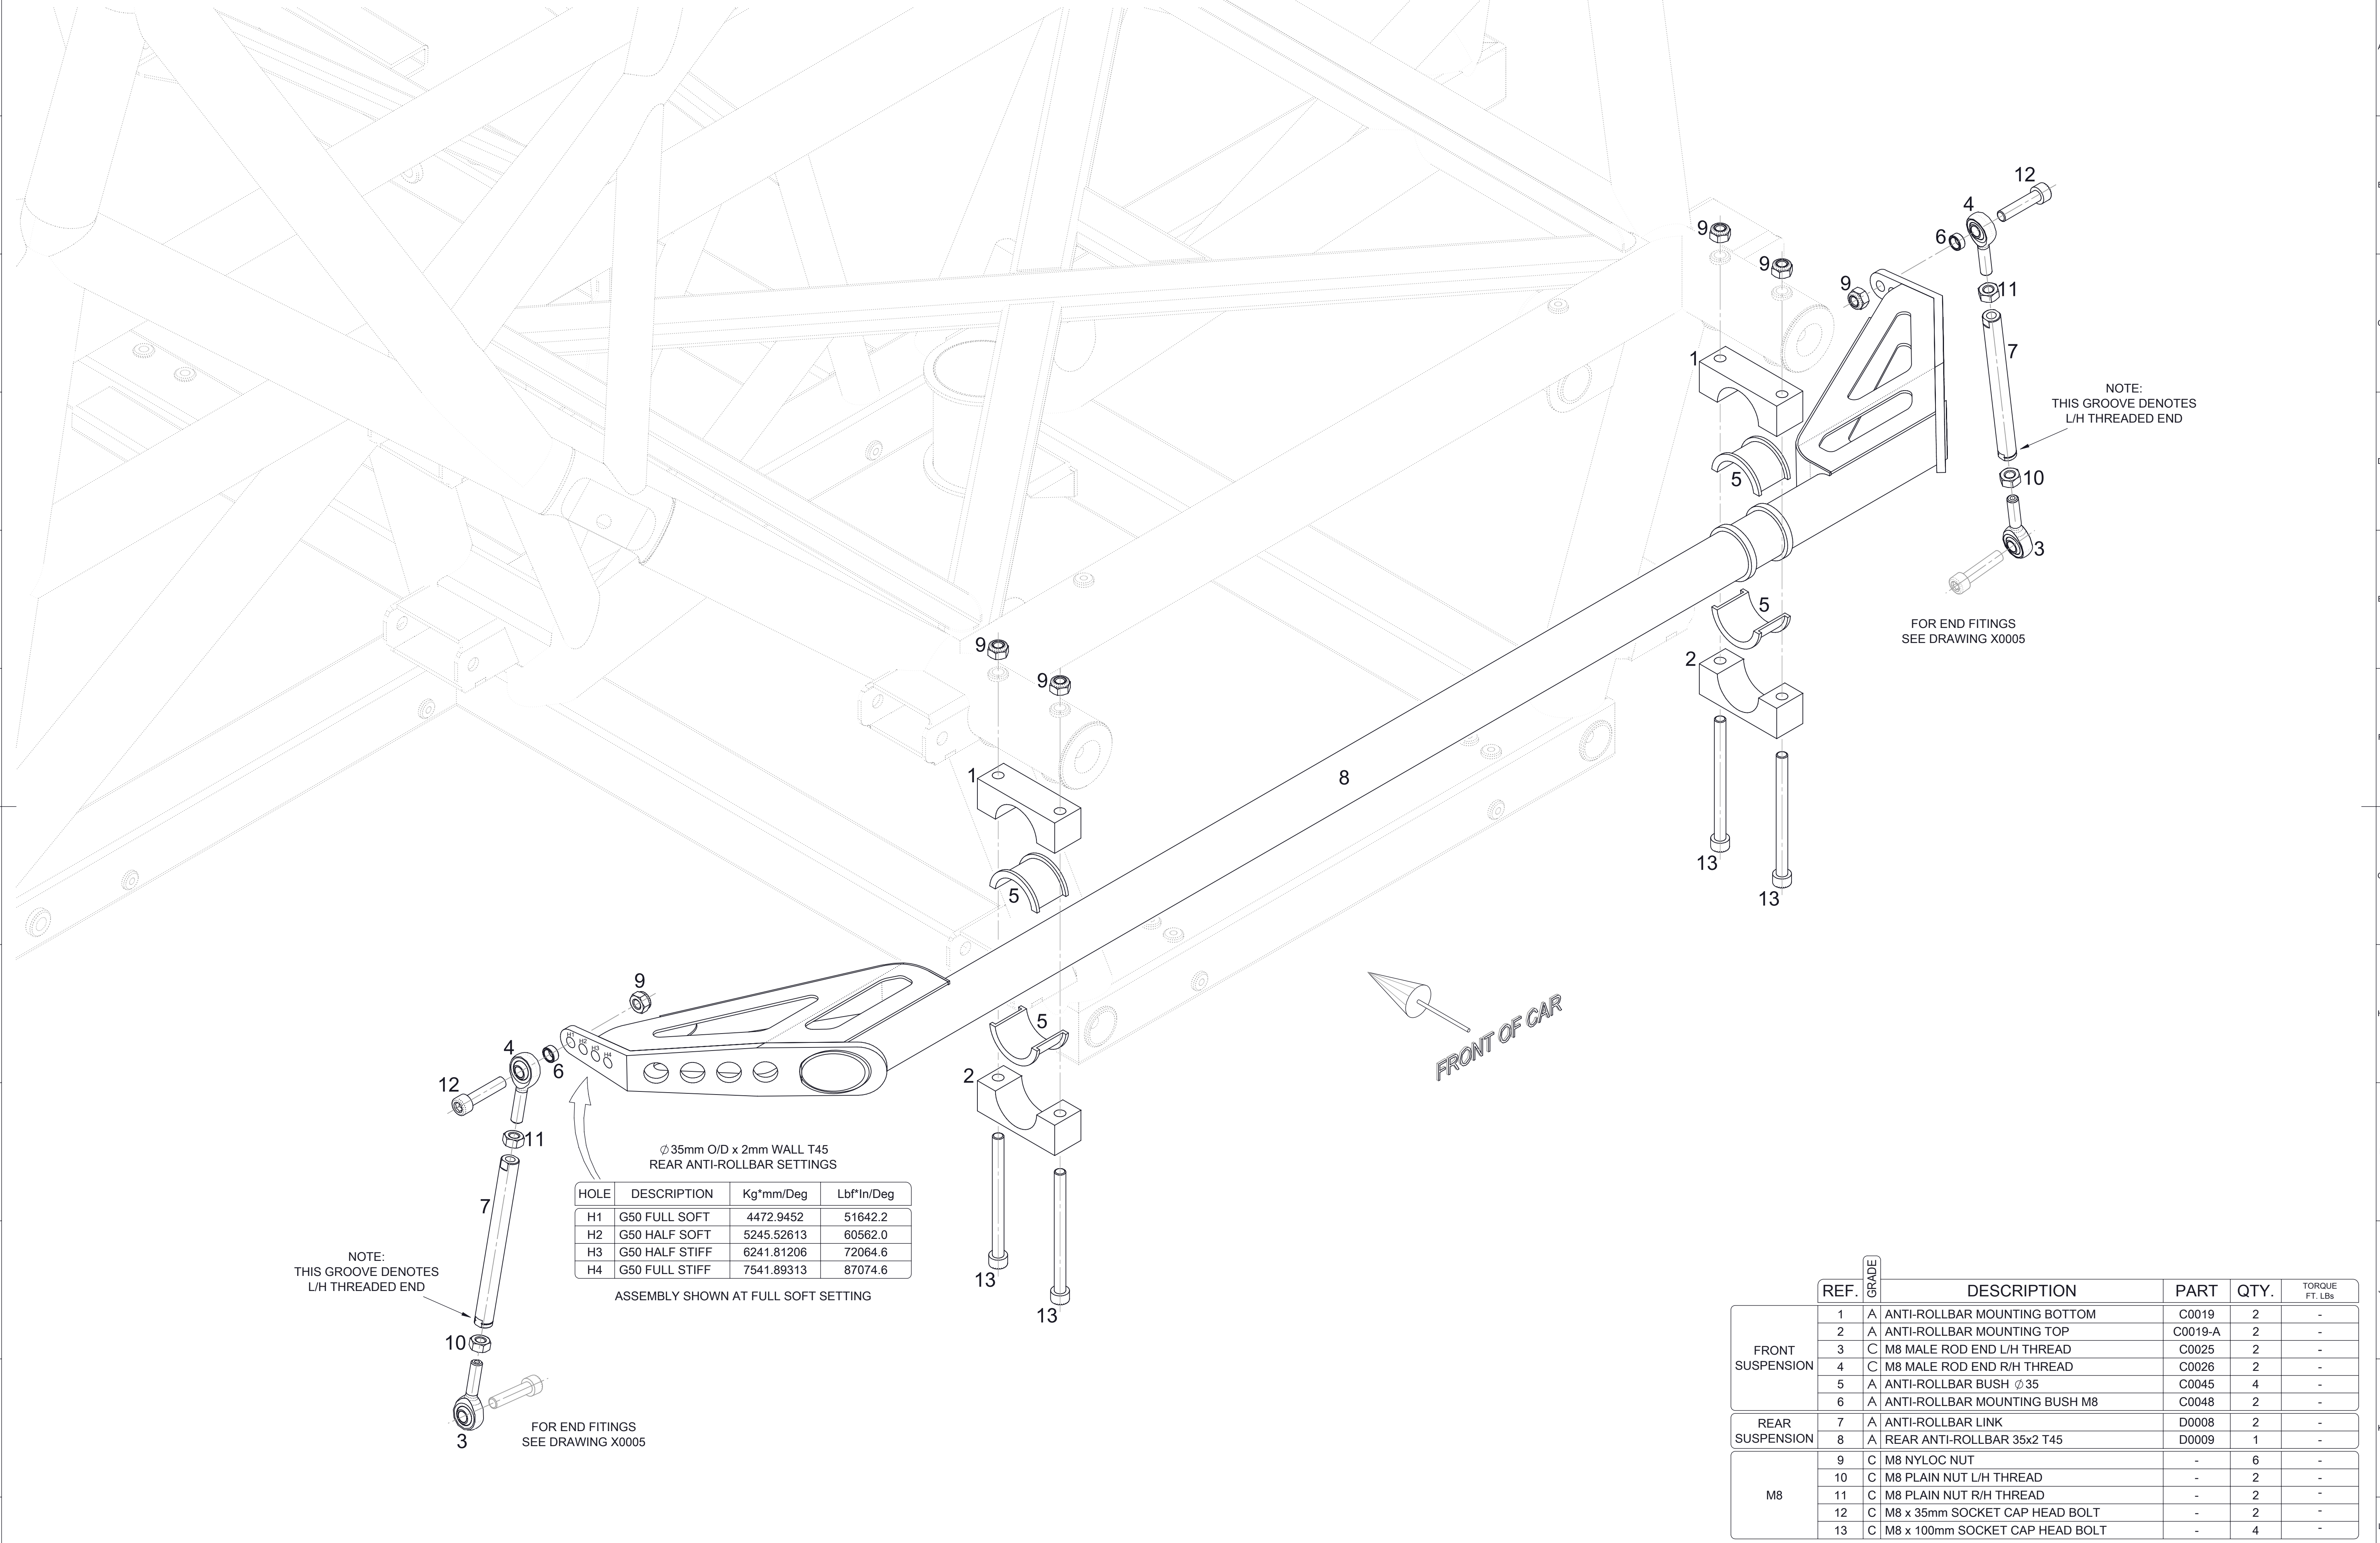 12
4
9
6
9
9
11
1
7
NOTE:
THIS GROOVE DENOTES
L/H THREADED END
5
10
3
5
FOR END FITINGS
SEE DRAWING X0005
9
2
9
1
8
13
5
13
9
FRONT OF CAR
5
H1
H2
H3
H4
4
6
2
12
11
Ø35mm O/D x 2mm WALL T45
REAR ANTI-ROLLBAR SETTINGS
HOLE DESCRIPTION Kg*mm/Deg Lbf*In/Deg
H1 G50 FULL SOFT 4472.9452 51642.2
H2 G50 HALF SOFT 5245.52613 60562.0
H3 G50 HALF STIFF 6241.81206 72064.6
H4 G50 FULL STIFF 7541.89313 87074.6
ASSEMBLY SHOWN AT FULL SOFT SETTING
7
NOTE:
THIS GROOVE DENOTES
L/H THREADED END
13
13
10
3
FOR END FITINGS
SEE DRAWING X0005
REF. GRADE DESCRIPTION PART QTY. TORQUE FT. LBs
FRONT SUSPENSION
1 A ANTI-ROLLBAR MOUNTING BOTTOM C0019 2 -
2 A ANTI-ROLLBAR MOUNTING TOP C0019-A 2 -
3 C M8 MALE ROD END L/H THREAD C0025 2 -
4 C M8 MALE ROD END R/H THREAD C0026 2 -
5 A ANTI-ROLLBAR BUSH Ø35 C0045 4 -
6 A ANTI-ROLLBAR MOUNTING BUSH M8 C0048 2 -
REAR SUSPENSION
7 A ANTI-ROLLBAR LINK D0008 2 -
8 A REAR ANTI-ROLLBAR 35x2 T45 D0009 1 -
M8
9 C M8 NYLOC NUT - 6 -
10 C M8 PLAIN NUT L/H THREAD - 2 -
11 C M8 PLAIN NUT R/H THREAD - 2 -
12 C M8 x 35mm SOCKET CAP HEAD BOLT - 2 -
13 C M8 x 100mm SOCKET CAP HEAD BOLT - 4 -